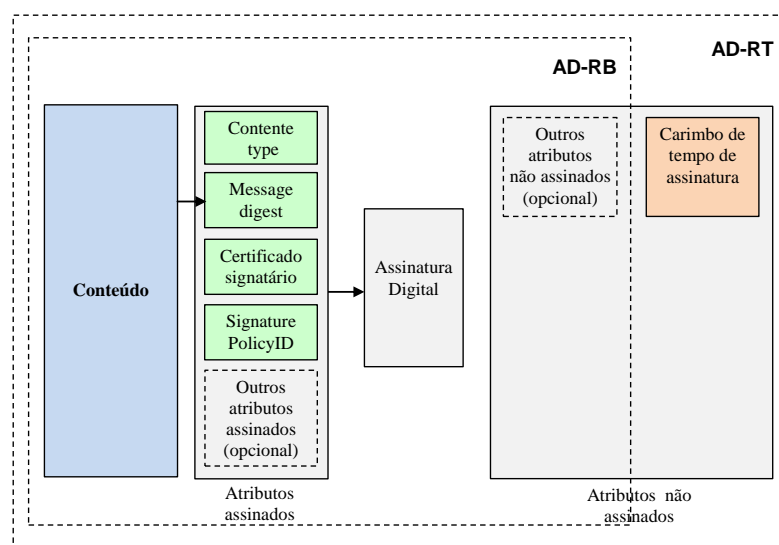 AD-RT
AD-RB
Conteúdo
Contente
type
Message
digest
Certificado
signatário
Signature
PolicyID
Outros
atributos
assinados
(opcional)
Atributos
assinados
Assinatura
Digital
Outros
atributos
não assinados
(opcional)
Carimbo de
tempo de
assinatura
Atributos não
assinados